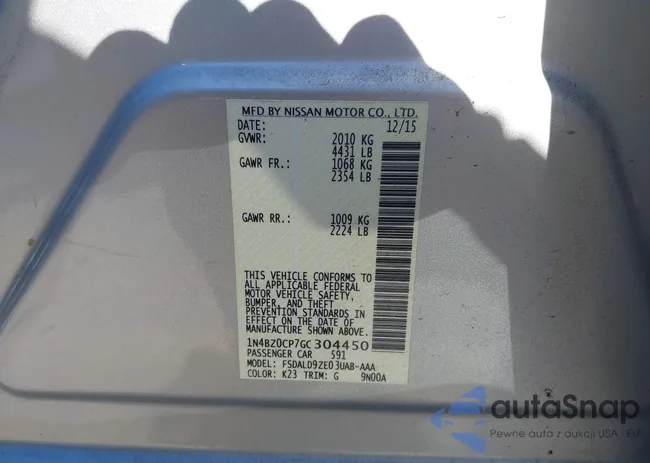 MFD BY NISSAN MOTOR CO., LTD.
DATE: 12/15
GVWR: 2010 KG
4431 LB
GAWR FR.: 1068 KG
2354 LB
GAWR RR.: 1009 KG
2224 LB
THIS VEHICLE CONFORMS TO
ALL APPLICABLE FEDERAL
MOTOR VEHICLE SAFETY,
BUMPER, AND THEFT
PREVENTION STANDARDS IN
EFFECT ON THE DATE OF
MANUFACTURE SHOWN ABOVE.
1N4BZ0CP7GC304450
PASSENGER CAR 591
MODEL: FSDALD9ZE03UAB-AAA
COLOR: K23 TRIM: G 9N00A
autaSnap
Pewne auta z aukcji USA i EU